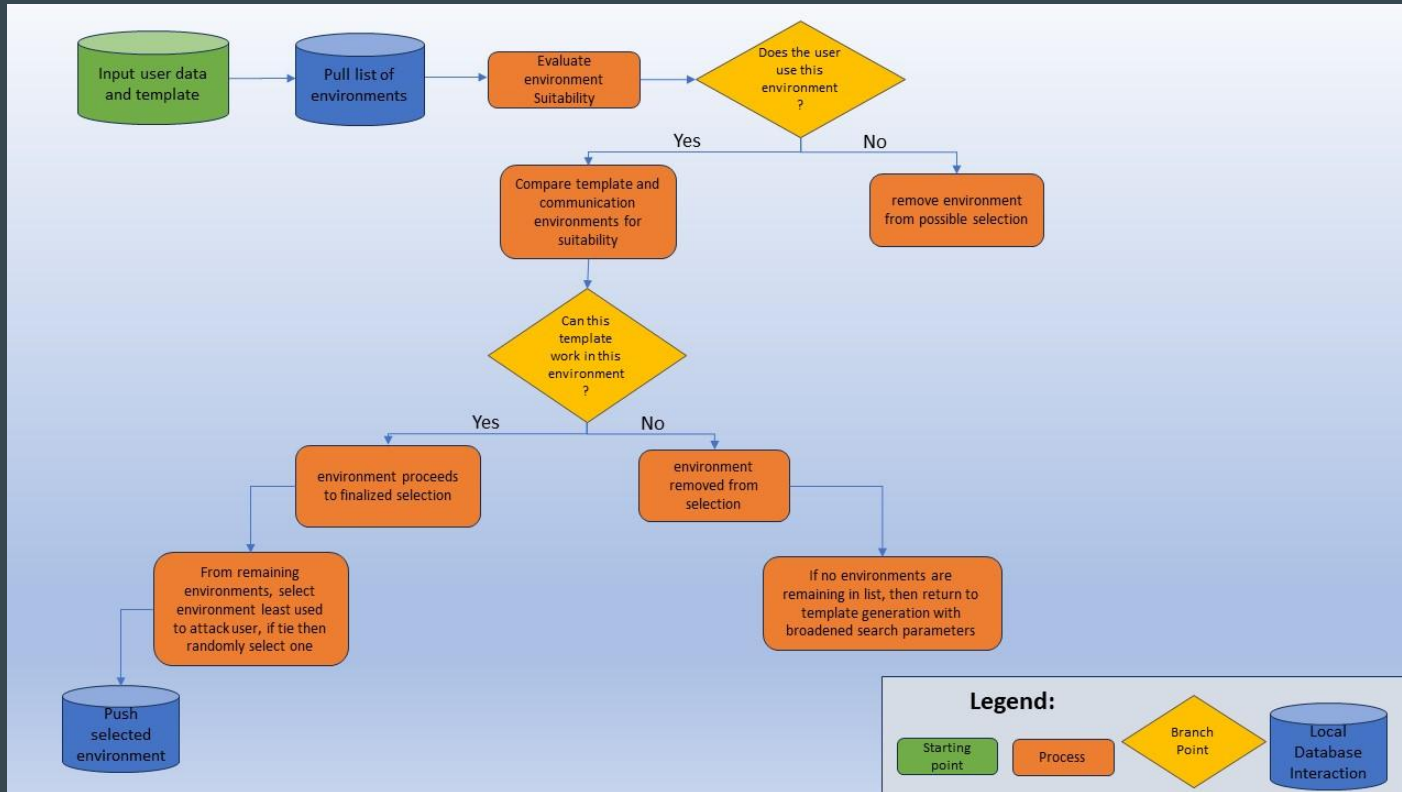 Input user data
and template
Pull list of
environments
Evaluate
environment
Suitability
Does the user
use this
environment
?
Yes
No
Compare template and
communication
environments for
suitability
remove environment
from possible selection
Can this
template
work in this
environment
?
Yes
No
environment proceeds
to finalized selection
environment
removed from
selection
From remaining
environments, select
environment least used
to attack user, if tie then
randomly select one
If no environments are
remaining in list, then return to
template generation with
broadened search parameters
Push
selected
environment
Legend:
Starting
point
Process
Branch
Point
Local
Database
Interaction